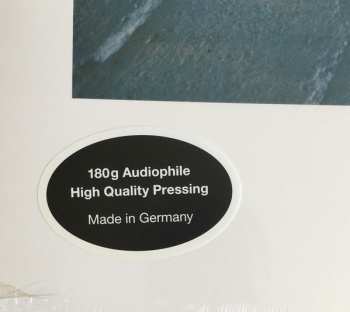 180g Audiophile
High Quality Pressing
Made in Germany